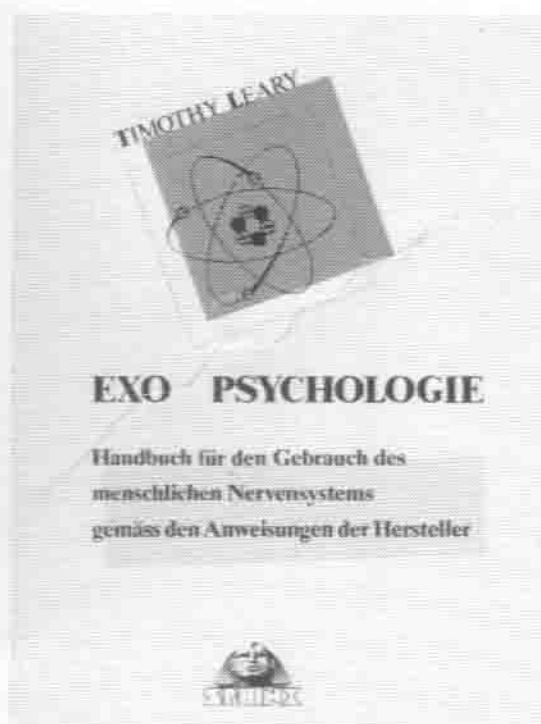 TIMOTHY LEARY
EXO PSYCHOLOGIE
Handbuch für den Gebrauch des
menschlichen Nervensystems
gemäss den Anweisungen der Hersteller